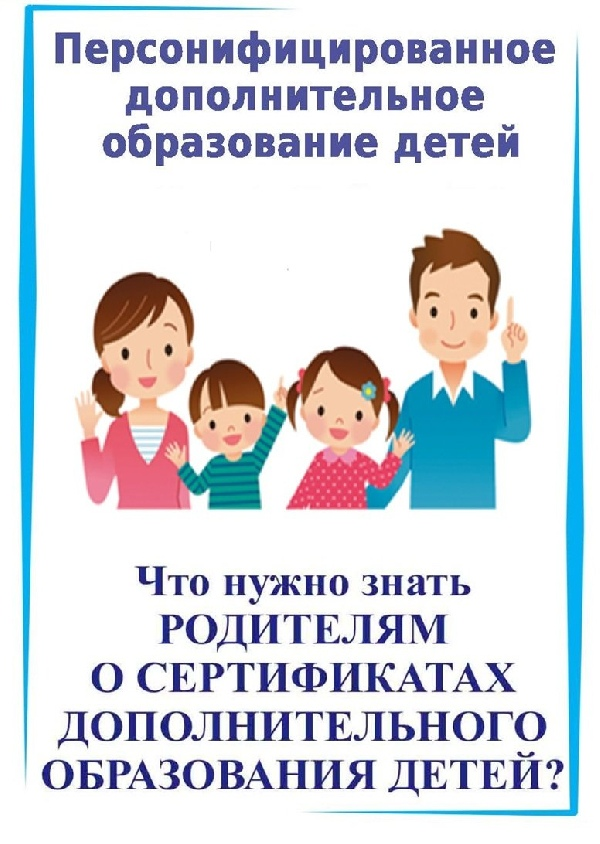 Персонифицированное
дополнительное
образование детей
Что нужно знать
РОДИТЕЛЯМ
О СЕРТИФИКАТАХ
ДОПОЛНИТЕЛЬНОГО
ОБРАЗОВАНИЯ ДЕТЕЙ?